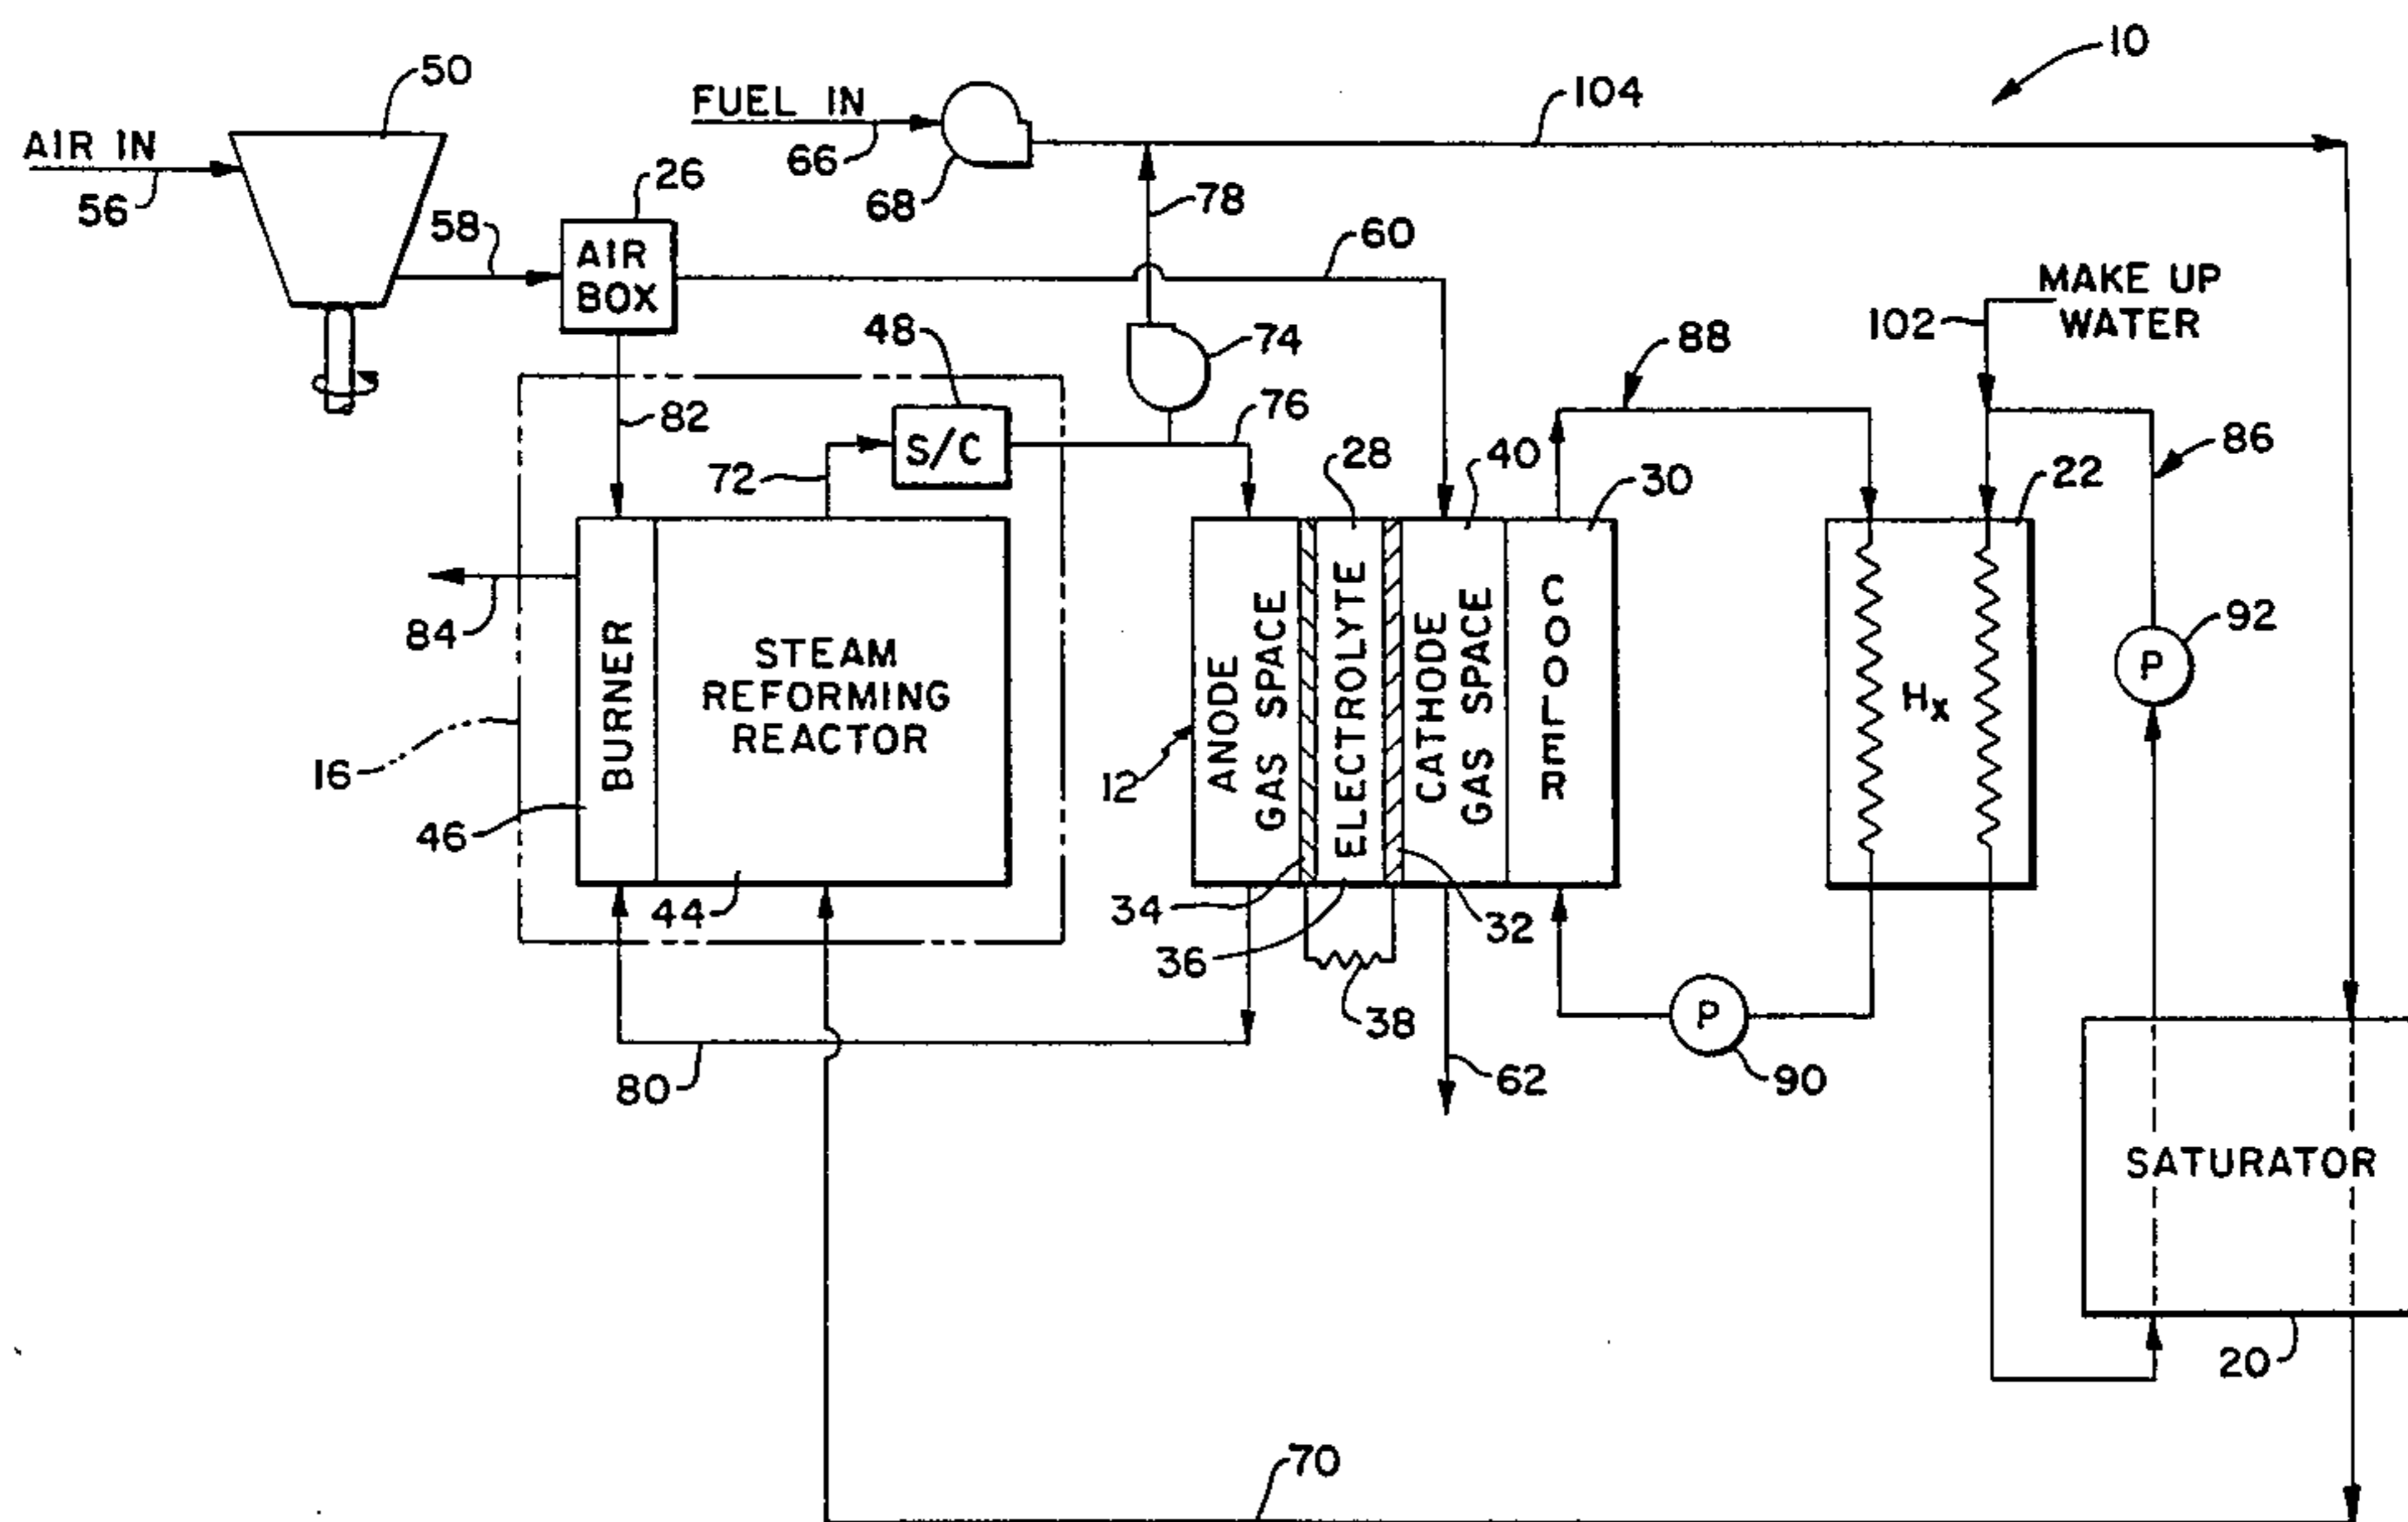 10
50
FUEL IN
104
AIR IN
66
68
56
26
78
58
AIR
BOX
60
MAKE UP
WATER
102
48
74
88
82
S/C
76
72
28
40
30
86
22
84
BURNER
STEAM
REFORMING
REACTOR
ANODE
GAS SPACE
ELECTROLYTE
CATHODE
GAS SPACE
COOLER
Hx
P
92
16
12
46
44
34
36
32
38
P
90
80
62
SATURATOR
20
70